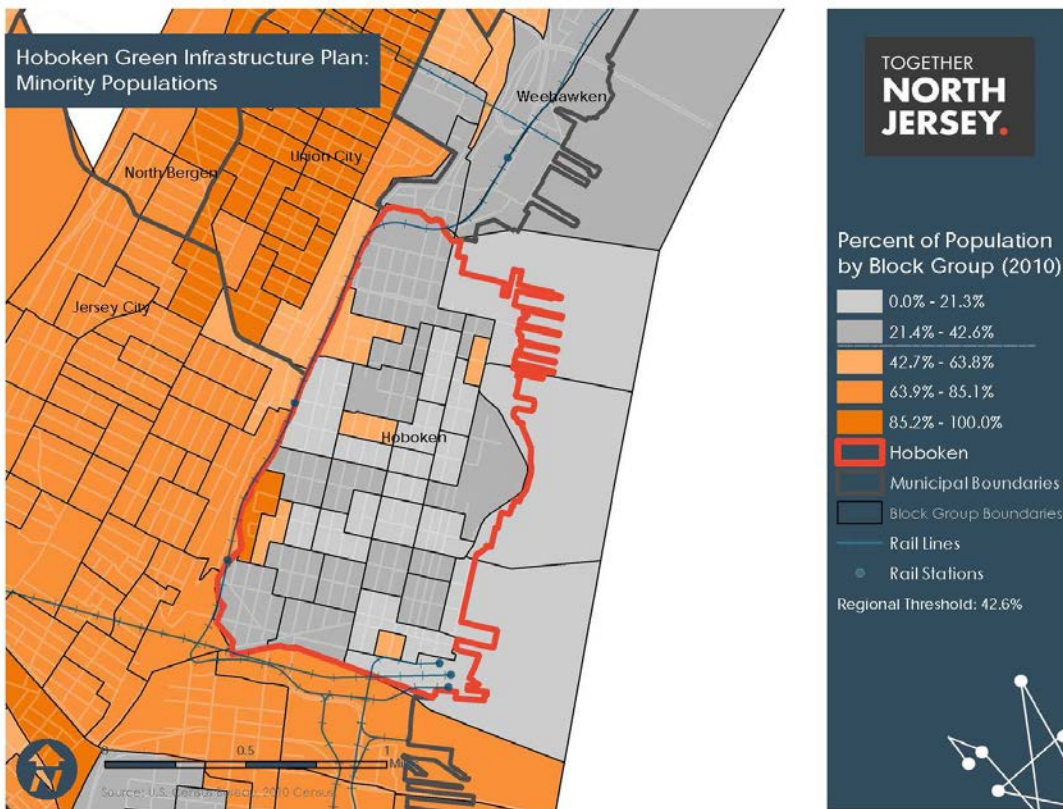 Hoboken Green Infrastructure Plan:
Minority Populations
Weehawken
Union City
North Bergen
Jersey City
Hoboken
0
0.5
1
Source: U.S. Census Bureau, 2010 Census
TOGETHER
NORTH
JERSEY.
Percent of Population
by Block Group (2010)
0.0% - 21.3%
21.4% - 42.6%
42.7% - 63.8%
63.9% - 85.1%
85.2% - 100.0%
Hoboken
Municipal Boundaries
Block Group Boundaries
Rail Lines
Rail Stations
Regional Threshold: 42.6%